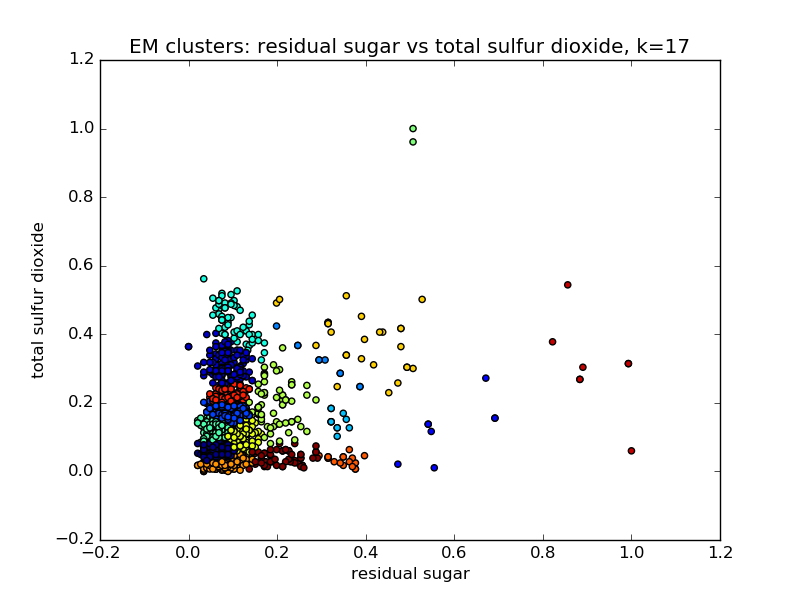 EM clusters: residual sugar vs total sulfur dioxide, k=17
1.2
1.0
0.8
0.6
0.4
0.2
0.0
−0.2
total sulfur dioxide
−0.2 0.0 0.2 0.4 0.6 0.8 1.0 1.2
residual sugar